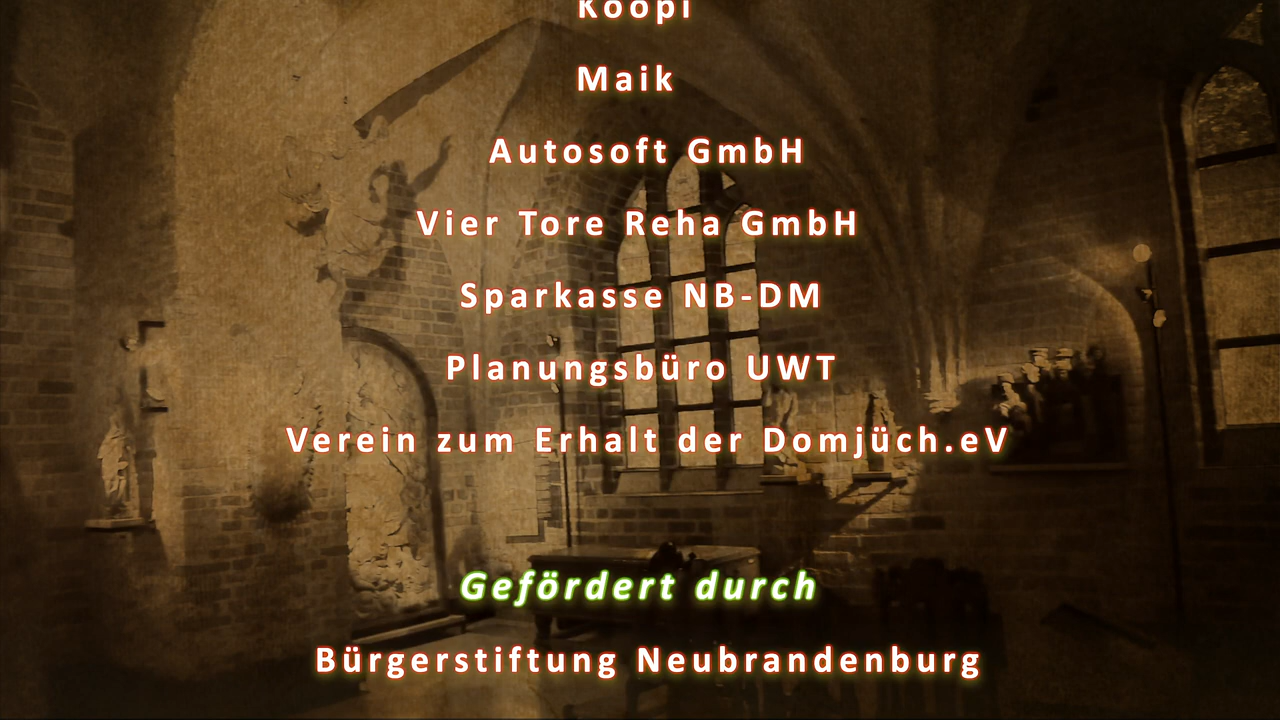 Koopi
Maik
Autosoft GmbH
Vier Tore Reha GmbH
Sparkasse NB-DM
Planungsbüro UWT
Verein zum Erhalt der Domjüch.eV
Gefördert durch
Bürgerstiftung Neubrandenburg